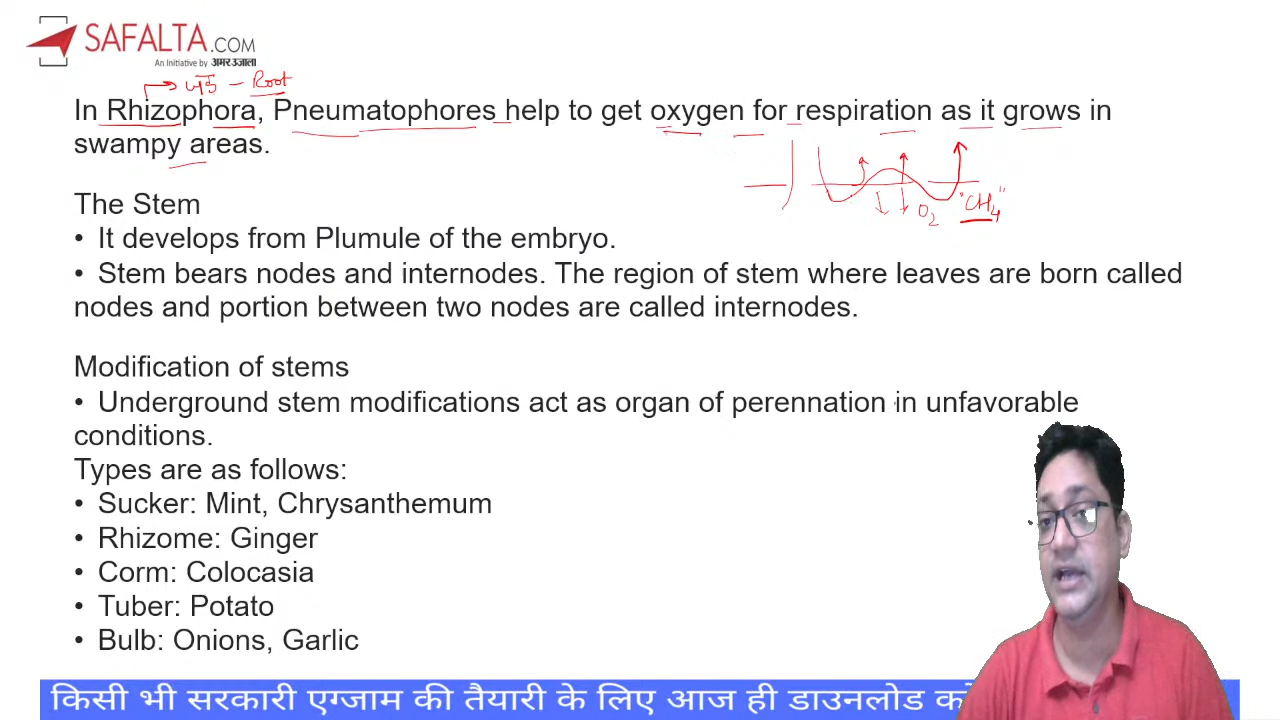 SAFALTA.COM
An Initiative by अमर उजाला
जड़ - Root
In Rhizophora, Pneumatophores help to get oxygen for respiration as it grows in
swampy areas.
"CH4"
O2
The Stem
• It develops from Plumule of the embryo.
• Stem bears nodes and internodes. The region of stem where leaves are born called
nodes and portion between two nodes are called internodes.
Modification of stems
• Underground stem modifications act as organ of perennation in unfavorable
conditions.
Types are as follows:
• Sucker: Mint, Chrysanthemum
• Rhizome: Ginger
• Corm: Colocasia
• Tuber: Potato
• Bulb: Onions, Garlic
किसी भी सरकारी एग्जाम की तैयारी के लिए आज ही डाउनलोड